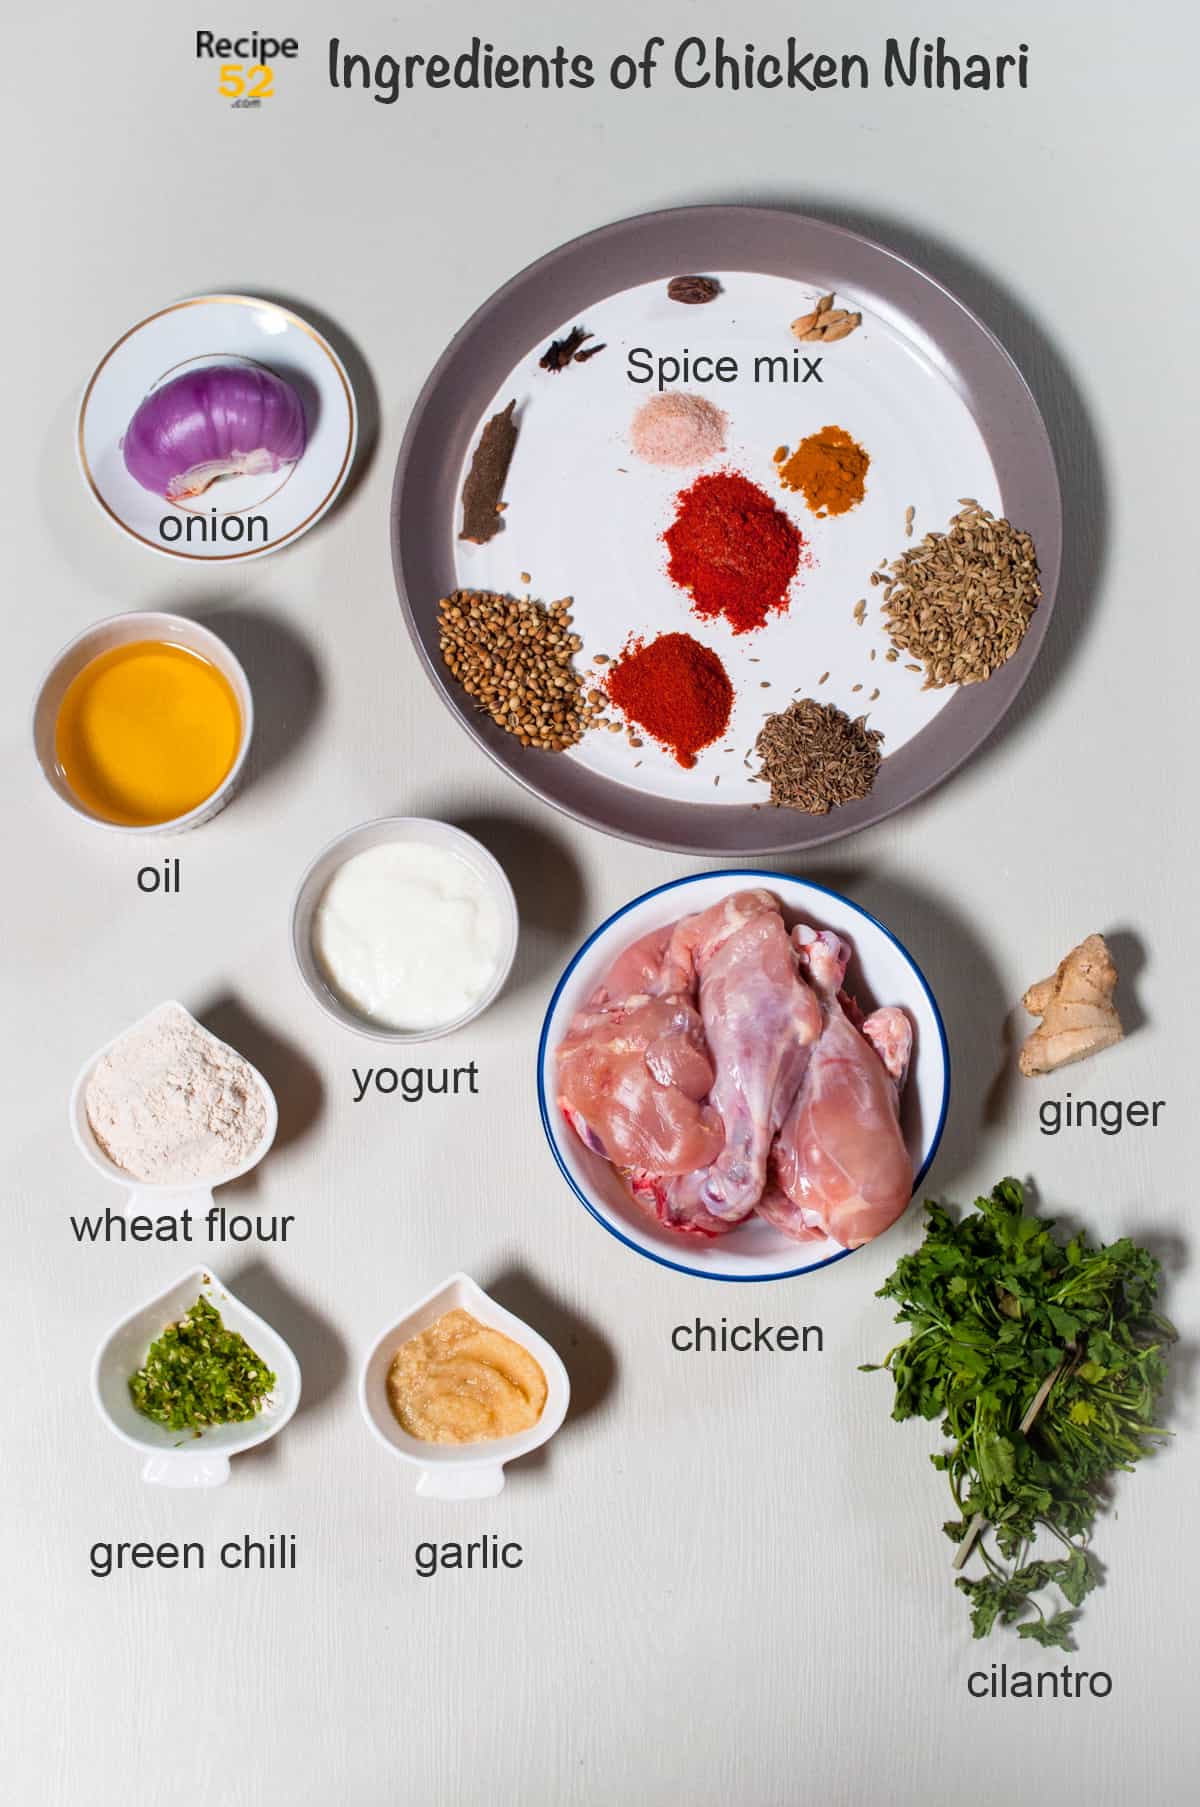 Recipe
52
.com
Ingredients of Chicken Nihari
Spice mix
onion
oil
yogurt
ginger
wheat flour
chicken
green chili
garlic
cilantro